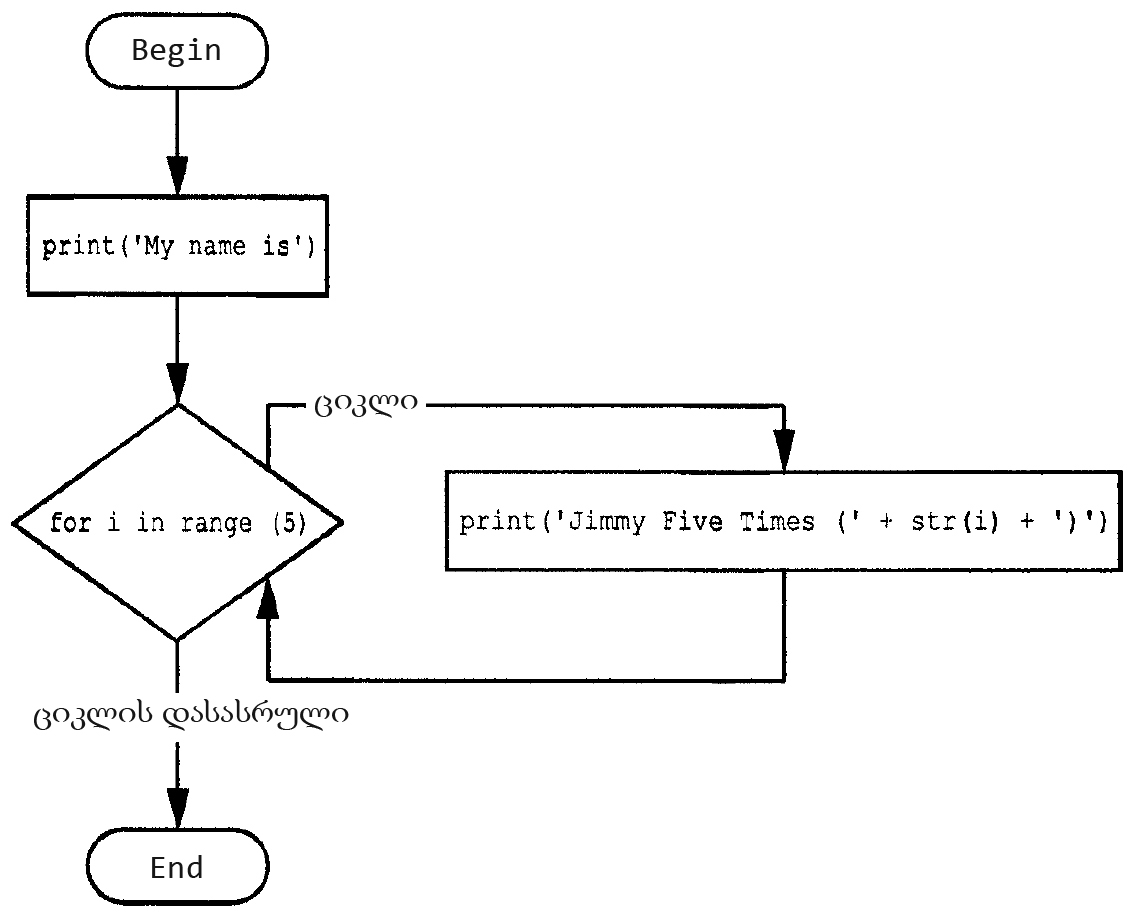 Begin
print('My name is')
ციკლი
for i in range (5)
print('Jimmy Five Times (' + str(i) + ')')
ციკლის დასასრული
End